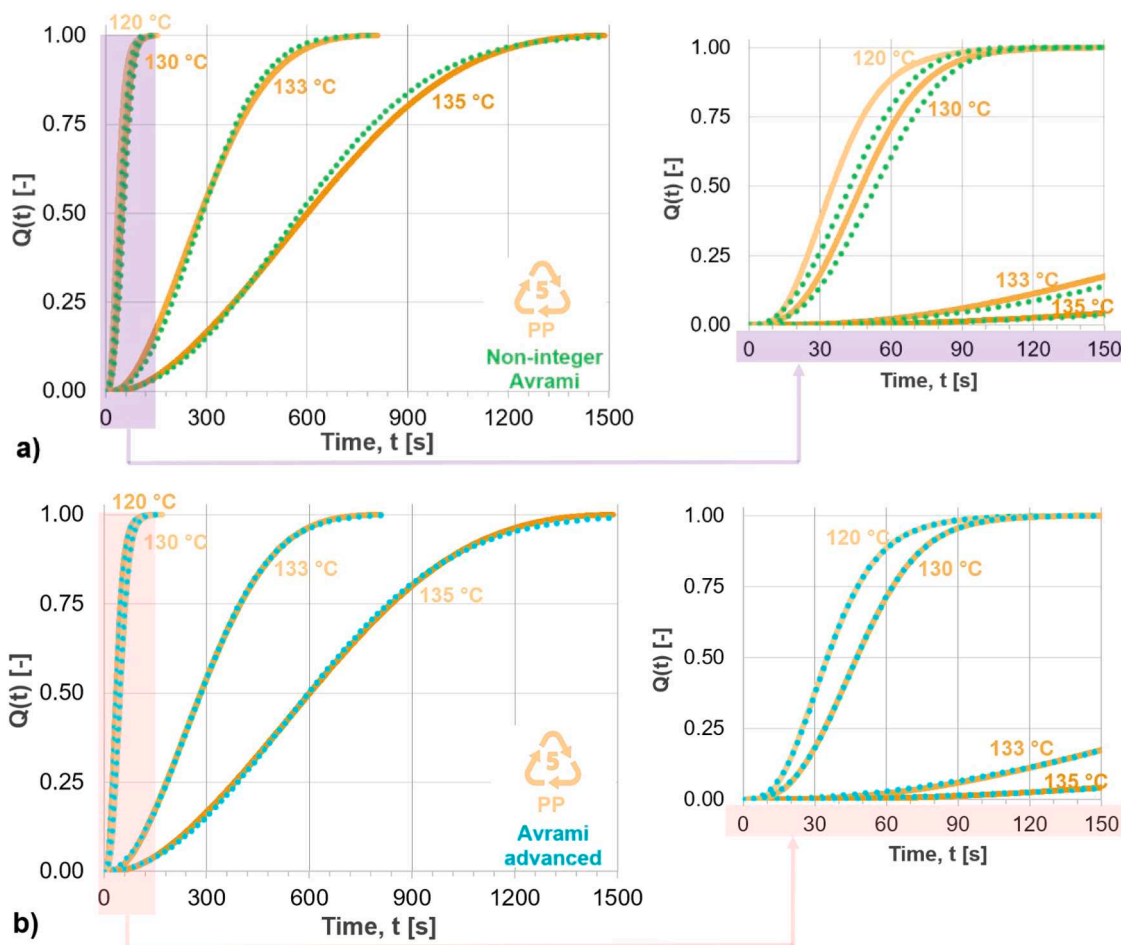 120 °C
1.00
130 °C
133 °C
135 °C
0.75
0.50
0.25
0.00
Q(t) [-]
5
PP
Non-integer
Avrami
0 300 600 900 1200 1500
Time, t [s]
a)
1.00
120 °C
130 °C
0.75
0.50
0.25
133 °C
135 °C
0.00
Q(t) [-]
0 30 60 90 120 150
Time, t [s]
120 °C
1.00
130 °C
133 °C
135 °C
0.75
0.50
0.25
0.00
Q(t) [-]
5
PP
Avrami
advanced
0 300 600 900 1200 1500
Time, t [s]
b)
1.00
120 °C
130 °C
0.75
0.50
0.25
133 °C
135 °C
0.00
Q(t) [-]
0 30 60 90 120 150
Time, t [s]